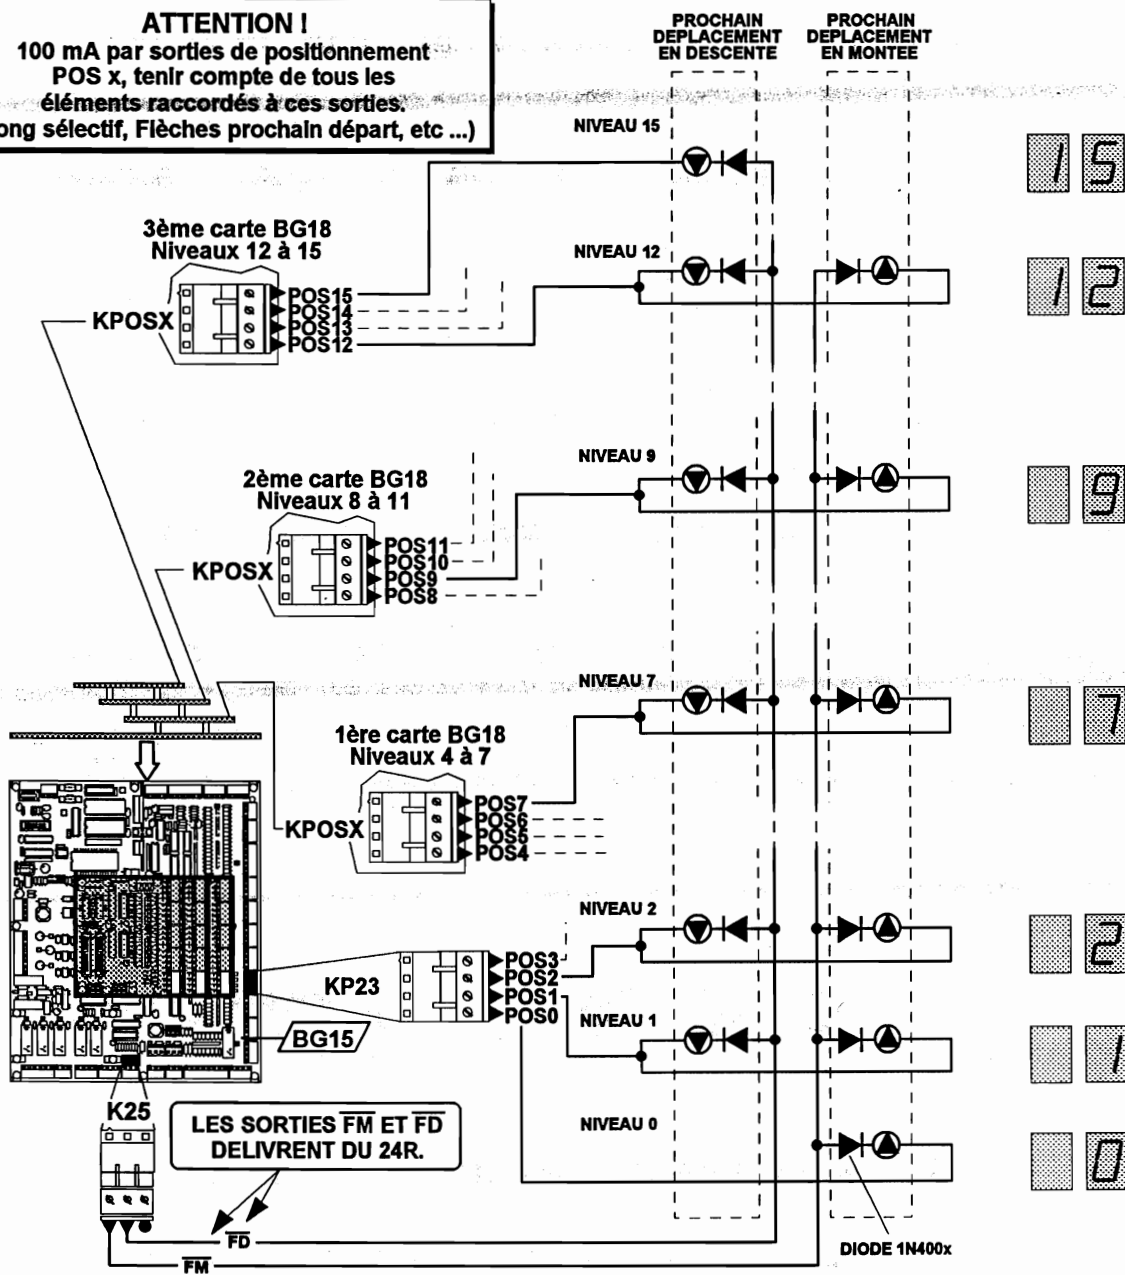 ATTENTION !
100 mA par sorties de positionnement
POS x, tenir compte de tous les
éléments raccordés à ces sorties.
ong sélectif, Flèches prochain départ, etc ...)
PROCHAIN
DEPLACEMENT
EN DESCENTE
PROCHAIN
DEPLACEMENT
EN MONTEE
NIVEAU 15
15
3ème carte BG18
Niveaux 12 à 15
NIVEAU 12
12
KPOSX
POS15
POS14
POS13
POS12
NIVEAU 9
9
2ème carte BG18
Niveaux 8 à 11
KPOSX
POS11
POS10
POS9
POS8
NIVEAU 7
7
1ère carte BG18
Niveaux 4 à 7
KPOSX
POS7
POS6
POS5
POS4
NIVEAU 2
2
KP23
POS3
POS2
POS1
POS0
NIVEAU 1
1
BG15
K25
LES SORTIES F̅M̅ ET F̅D̅
DELIVRENT DU 24R.
NIVEAU 0
0
F̅D̅
F̅M̅
DIODE 1N400x